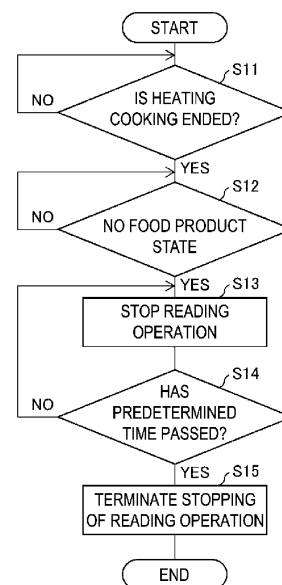 START
S11
IS HEATING
COOKING ENDED?
NO
YES
S12
NO FOOD PRODUCT
STATE
NO
YES
S13
STOP READING
OPERATION
S14
HAS
PREDETERMINED
TIME PASSED?
NO
YES
S15
TERMINATE STOPPING
OF READING OPERATION
END